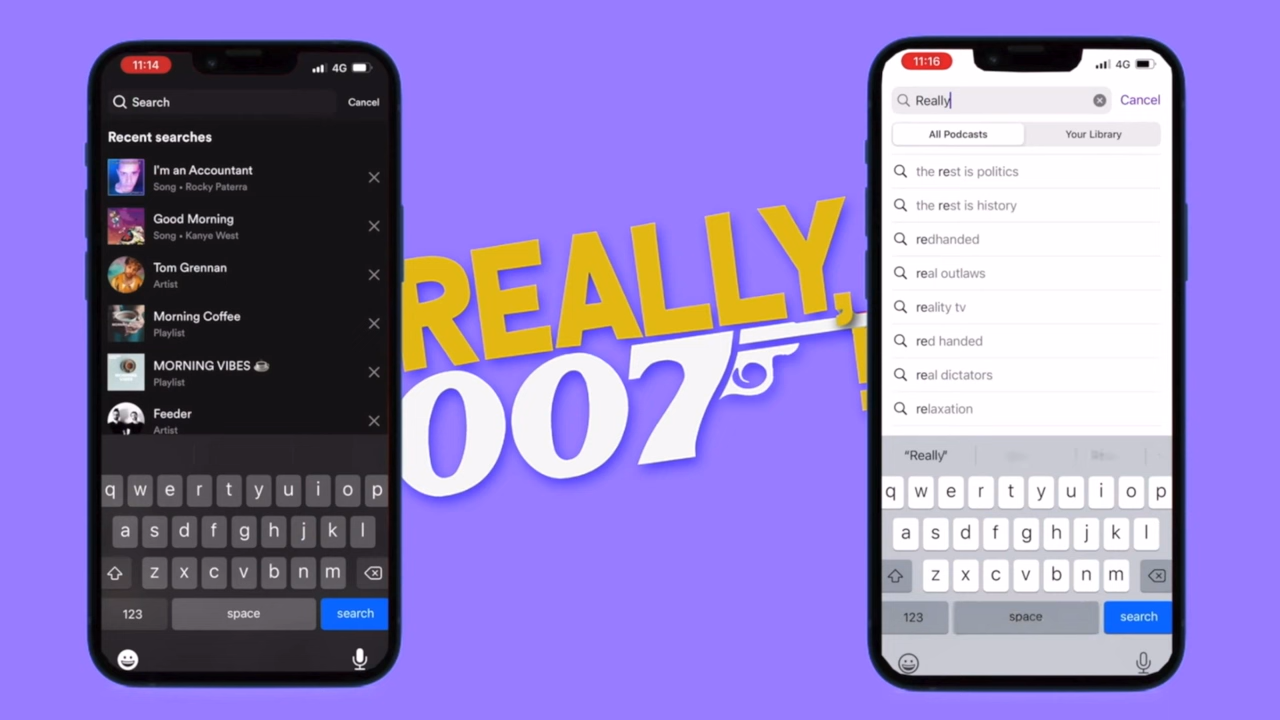 11:14
4G
Search
Cancel
Recent searches
I'm an Accountant
Song • Rocky Paterra
Good Morning
Song • Kanye West
Tom Grennan
Artist
Morning Coffee
Playlist
MORNING VIBES ☕
Playlist
Feeder
Artist
q w e r t y u i o p
a s d f g h j k l
z x c v b n m
123
space
search
REALLY,
007
!
11:16
4G
Really
Cancel
All Podcasts
Your Library
the rest is politics
the rest is history
redhanded
real outlaws
reality tv
red handed
real dictators
relaxation
“Really”
q w e r t y u i o p
a s d f g h j k l
z x c v b n m
123
space
search